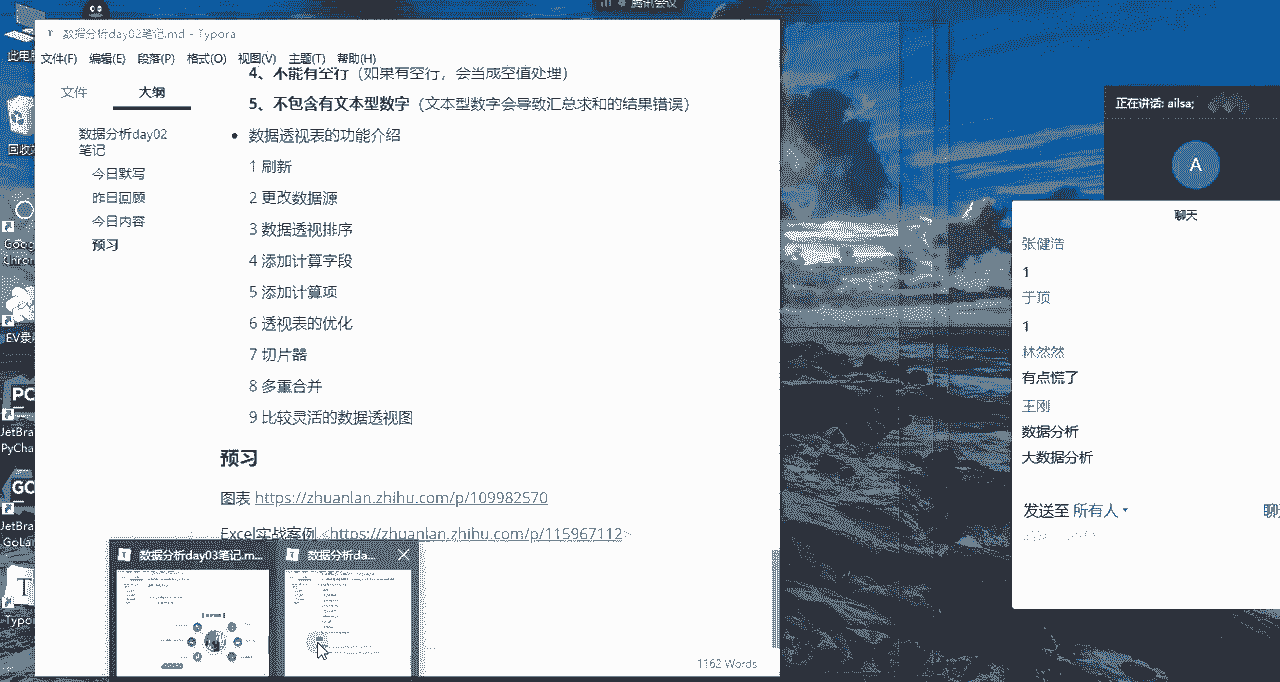 腾讯会议
数据分析day02笔记.md - Typora
文件(F) 编辑(E) 段落(P) 格式(O) 视图(V) 主题(T) 帮助(H)
文件 大纲
数据分析day02
笔记
今日默写
昨日回顾
今日内容
预习
4、不能有空行（如果有空行，会当成空值处理）
5、不包含有文本型数字（文本型数字会导致汇总求和的结果错误）
数据透视表的功能介绍
1 刷新
2 更改数据源
3 数据透视排序
4 添加计算字段
5 添加计算项
6 透视表的优化
7 切片器
8 多重合并
9 比较灵活的数据透视图
预习
图表 https://zhuanlan.zhihu.com/p/109982570
Excel实战案例 <https://zhuanlan.zhihu.com/p/115967112>
1162 Words
数据分析day03笔记.m...
数据分析da...
此电
回收
Goog
Chron
EV录
PC
JetBra
PyCha
GO
JetBra
GoLan
T
Typo
正在讲话: ailsa;
A
聊天
张健浩
1
于顶
1
林然然
有点慌了
王刚
数据分析
大数据分析
发送至 所有人
聊